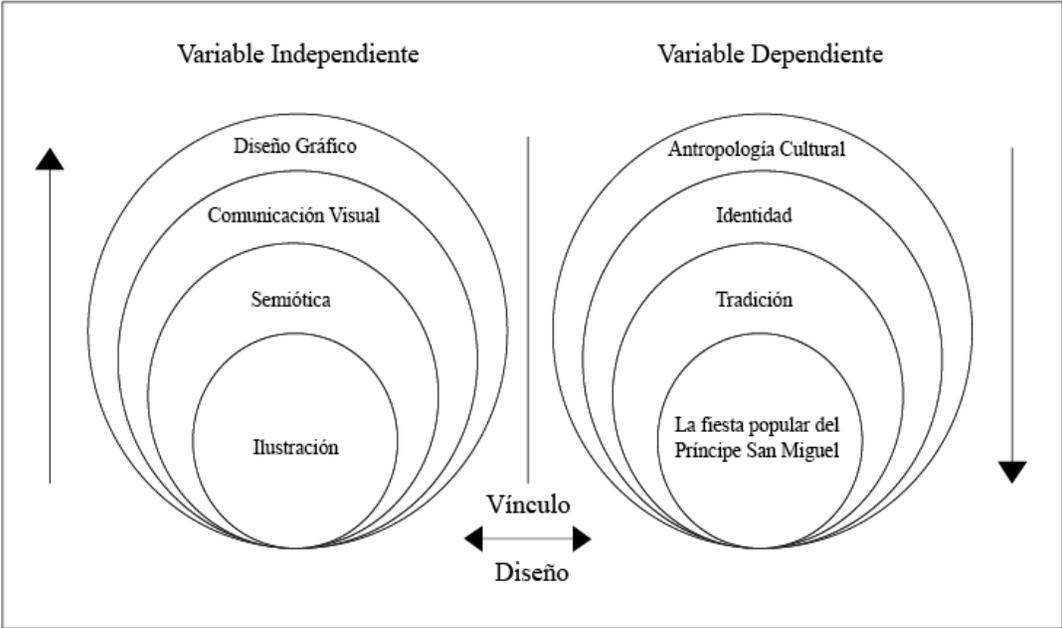 Variable Independiente
Variable Dependiente
Diseño Gráfico
Comunicación Visual
Semiótica
Ilustración
Antropología Cultural
Identidad
Tradición
La fiesta popular del
Príncipe San Miguel
Vínculo
Diseño